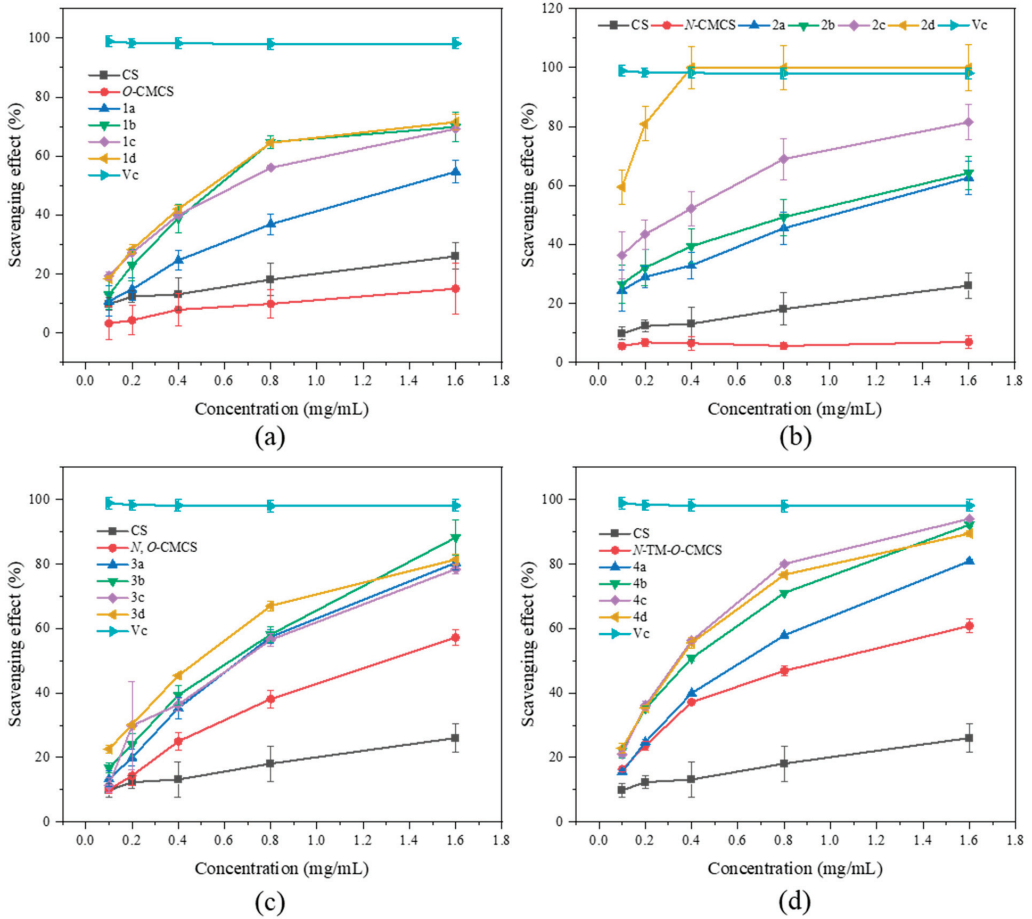 100
80
60
40
20
0
Scavenging effect (%)
CS
O-CMCS
1a
1b
1c
1d
Vc
0.0 0.2 0.4 0.6 0.8 1.0 1.2 1.4 1.6 1.8
Concentration (mg/mL)
(a)
120
100
80
60
40
20
0
Scavenging effect (%)
CS N-CMCS 2a 2b 2c 2d Vc
0.0 0.2 0.4 0.6 0.8 1.0 1.2 1.4 1.6 1.8
Concentration (mg/mL)
(b)
100
80
60
40
20
0
Scavenging effect (%)
CS
N, O-CMCS
3a
3b
3c
3d
Vc
0.0 0.2 0.4 0.6 0.8 1.0 1.2 1.4 1.6 1.8
Concentration (mg/mL)
(c)
100
80
60
40
20
0
Scavenging effect (%)
CS
N-TM-O-CMCS
4a
4b
4c
4d
Vc
0.0 0.2 0.4 0.6 0.8 1.0 1.2 1.4 1.6 1.8
Concentration (mg/mL)
(d)